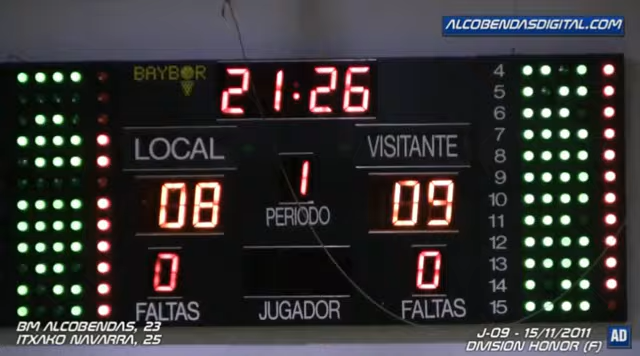 ALCOBENDASDIGITAL.COM
BAYBOR
21:26
4
5
6
7
8
9
10
11
12
13
14
15
LOCAL
VISITANTE
1
08
09
PERIODO
0
0
FALTAS
JUGADOR
FALTAS
BM ALCOBENDAS, 23
ITXAKO NAVARRA, 25
J-09 - 15/11/2011
DIVISION HONOR (F)
AD